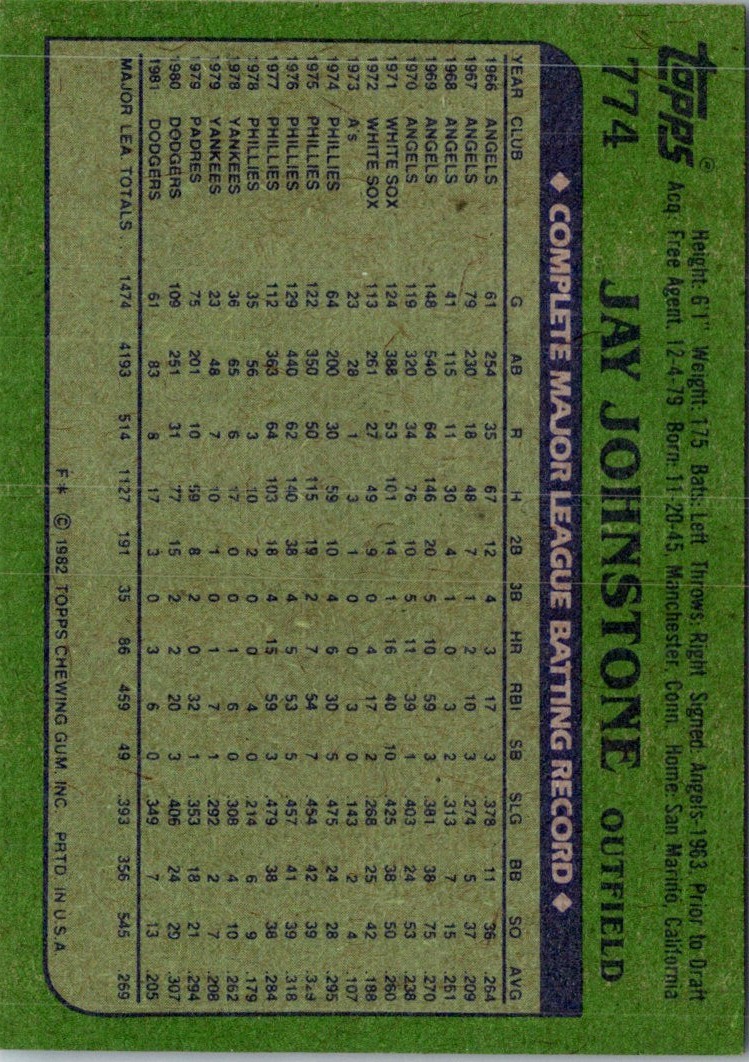 TOPPS®
774 JAY JOHNSTONE OUTFIELD
Height: 6'1" Weight: 175 Bats: Left Throws: Right Signed: Angels-1963 Prior to Draft
Acq: Free Agent, 12-4-79 Born: 11-20-45, Manchester, Conn. Home: San Marino, California
◆ COMPLETE MAJOR LEAGUE BATTING RECORD ◆
YEAR CLUB G AB R H 2B 3B HR RBI SB SLG BB SO AVG
1966 ANGELS 61 254 35 67 12 4 3 17 3 .378 11 36 .264
1967 ANGELS 79 230 18 48 7 1 2 10 3 .274 5 37 .209
1968 ANGELS 41 115 11 30 4 1 0 3 2 .313 7 15 .261
1969 ANGELS 148 540 64 146 20 5 10 59 3 .381 38 75 .270
1970 ANGELS 119 320 34 76 10 5 11 39 1 .403 24 53 .238
1971 WHITE SOX 124 388 53 101 14 1 16 40 10 .425 38 50 .260
1972 WHITE SOX 113 261 27 49 9 0 4 17 2 .268 25 42 .188
1973 A's 23 28 1 3 1 0 0 3 0 .143 2 4 .107
1974 PHILLIES 64 200 30 59 10 4 6 30 5 .475 24 28 .295
1975 PHILLIES 122 350 50 115 19 2 7 54 7 .454 42 39 .329
1976 PHILLIES 129 440 62 140 38 4 5 53 5 .457 41 39 .318
1977 PHILLIES 112 363 64 103 18 4 15 59 3 .479 38 38 .284
1978 PHILLIES 35 56 3 10 2 0 0 4 0 .214 6 9 .179
1978 YANKEES 36 65 6 17 0 0 1 6 0 .308 4 10 .262
1979 YANKEES 23 48 7 10 1 0 1 7 1 .292 2 7 .208
1979 PADRES 75 201 10 59 8 2 0 32 1 .353 18 21 .294
1980 DODGERS 109 251 31 77 15 2 2 20 3 .406 24 29 .307
1981 DODGERS 61 83 8 17 3 0 3 6 0 .349 7 13 .205
MAJOR LEA. TOTALS . . . 1474 4193 514 1127 191 35 86 459 49 .393 356 545 .269
F* © 1982 TOPPS CHEWING GUM, INC. PRTD. IN U.S.A.